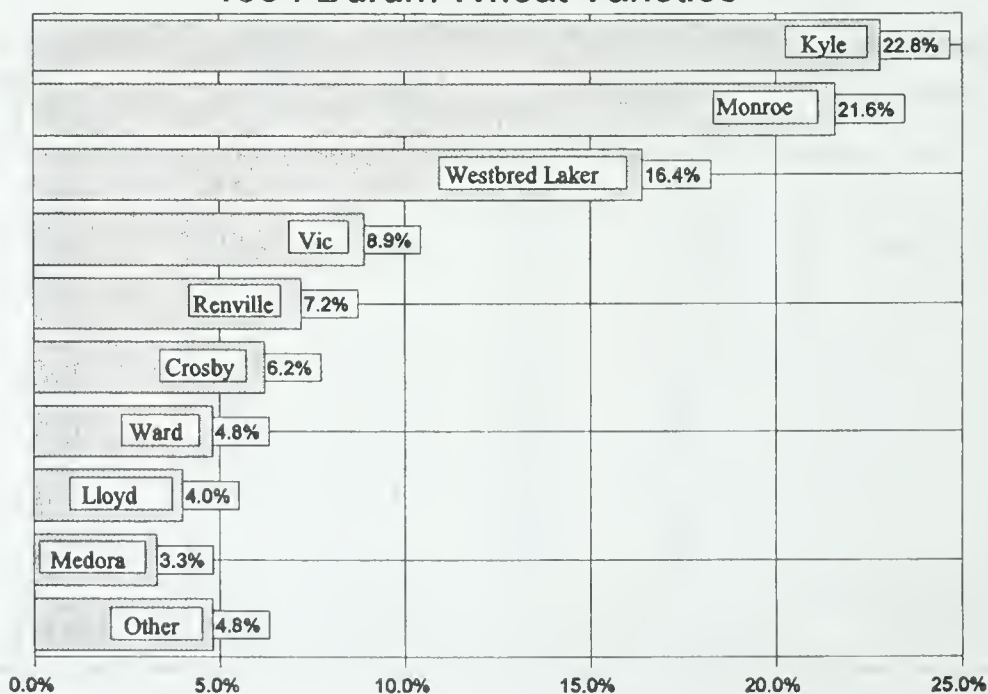 Durum Wheat Varieties
Kyle 22.8%
Monroe 21.6%
Westbred Laker 16.4%
Vic 8.9%
Renville 7.2%
Crosby 6.2%
Ward 4.8%
Lloyd 4.0%
Medora 3.3%
Other 4.8%
0.0% 5.0% 10.0% 15.0% 20.0% 25.0%